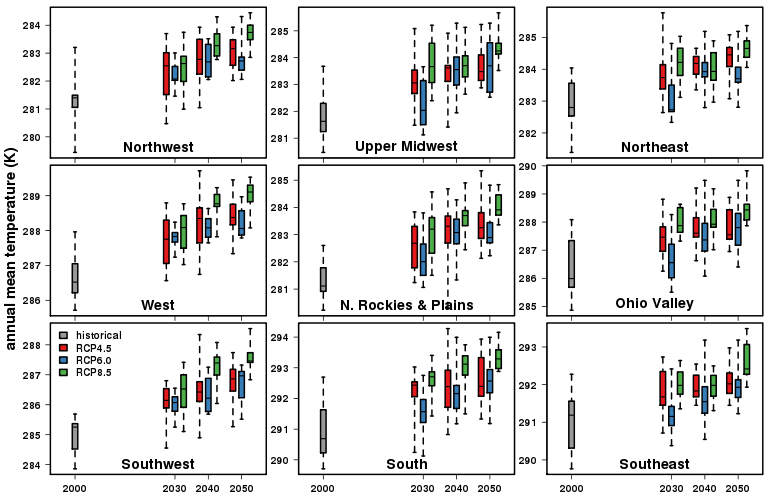 annual mean temperature (K)
284
283
282
281
280
Northwest
285
284
283
282
281
Upper Midwest
285
284
283
282
Northeast
289
288
287
286
West
285
284
283
282
281
N. Rockies & Plains
290
289
288
287
286
285
Ohio Valley
288
287
286
285
284
historical
RCP4.5
RCP6.0
RCP8.5
Southwest
294
293
292
291
290
South
293
292
291
290
Southeast
2000 2030 2040 2050
2000 2030 2040 2050
2000 2030 2040 2050